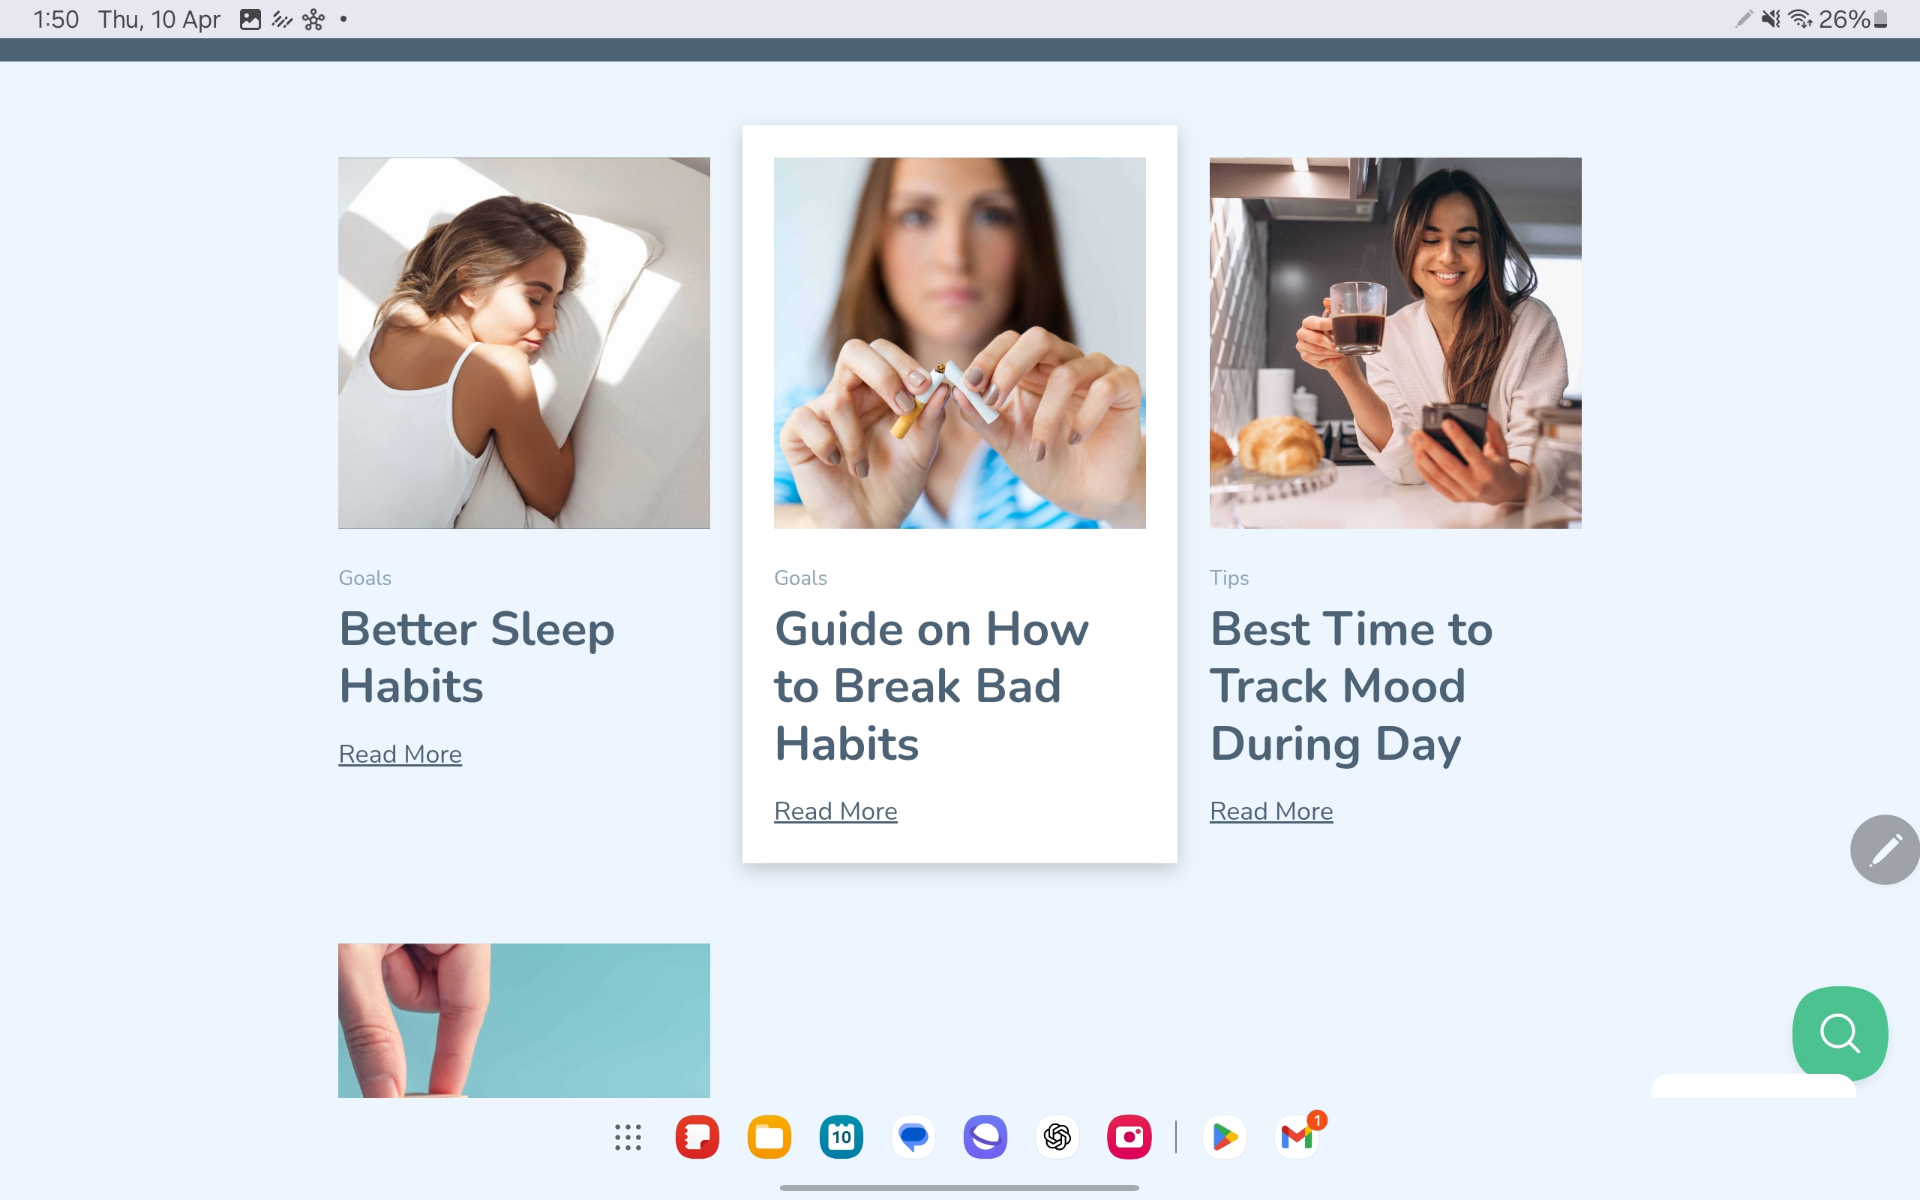 1:50 Thu, 10 Apr
26%
Goals
Better Sleep
Habits
Read More
Goals
Guide on How
to Break Bad
Habits
Read More
Tips
Best Time to
Track Mood
During Day
Read More
10
1